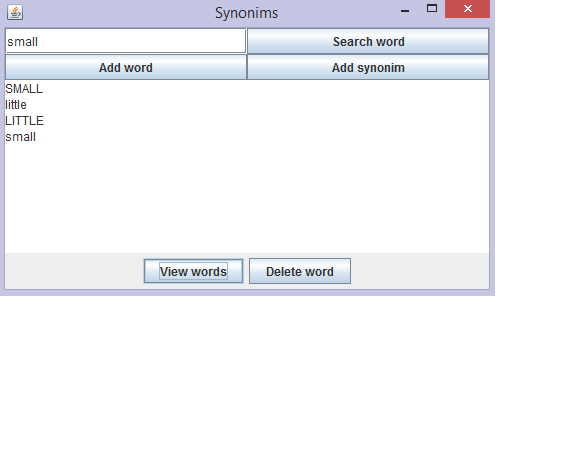 Synonims
small
Search word
Add word
Add synonim
SMALL
little
LITTLE
small
View words
Delete word